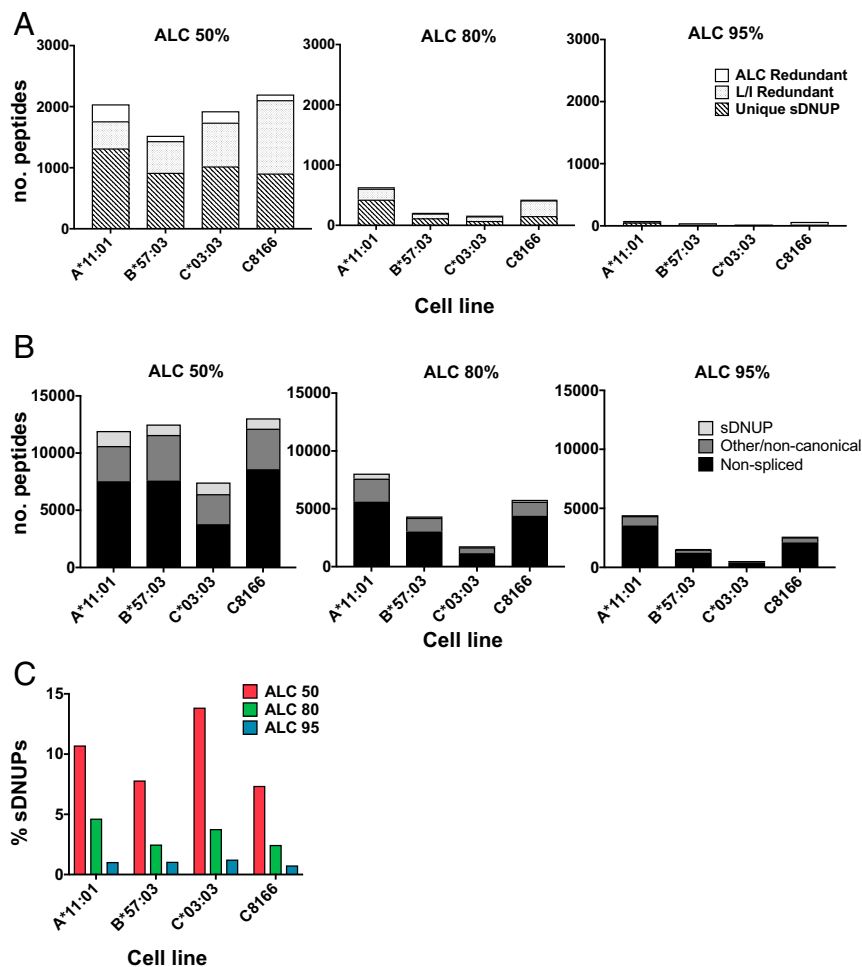 A
ALC 50%
ALC 80%
ALC 95%
no. peptides
3000
2000
1000
0
3000
2000
1000
0
3000
2000
1000
0
ALC Redundant
L/I Redundant
Unique sDNUP
A*11:01
B*57:03
C*03:03
C8166
A*11:01
B*57:03
C*03:03
C8166
A*11:01
B*57:03
C*03:03
C8166
Cell line
B
ALC 50%
ALC 80%
ALC 95%
no. peptides
15000
10000
5000
0
15000
10000
5000
0
15000
10000
5000
0
sDNUP
Other/non-canonical
Non-spliced
A*11:01
B*57:03
C*03:03
C8166
A*11:01
B*57:03
C*03:03
C8166
A*11:01
B*57:03
C*03:03
C8166
Cell line
C
% sDNUPs
15
10
5
0
ALC 50
ALC 80
ALC 95
A*11:01
B*57:03
C*03:03
C8166
Cell line